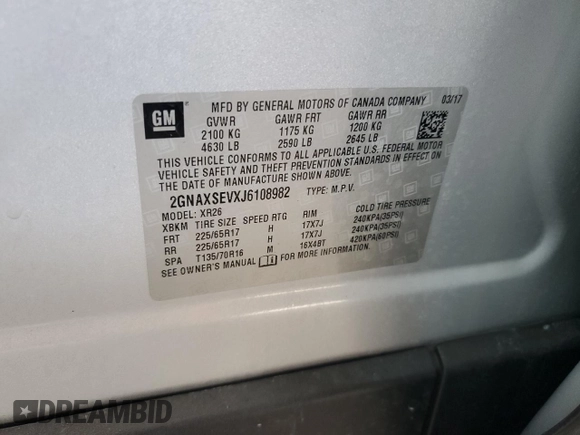 GM
MFD BY GENERAL MOTORS OF CANADA COMPANY 03/17
GVWR GAWR FRT GAWR RR
2100 KG 1175 KG 1200 KG
4630 LB 2590 LB 2645 LB
THIS VEHICLE CONFORMS TO ALL APPLICABLE U.S. FEDERAL MOTOR
VEHICLE SAFETY AND THEFT PREVENTION STANDARDS IN EFFECT ON
THE DATE OF MANUFACTURE SHOWN ABOVE.
2GNAXSEVXJ6108982 TYPE: M.P.V.
MODEL: XR26
XBKM TIRE SIZE SPEED RTG RIM COLD TIRE PRESSURE
FRT 225/65R17 H 17X7J 240KPA(35PSI)
RR 225/65R17 H 17X7J 240KPA(35PSI)
SPA T135/70R16 M 16X4BT 420KPA(60PSI)
SEE OWNER'S MANUAL FOR MORE INFORMATION.
DREAMBID